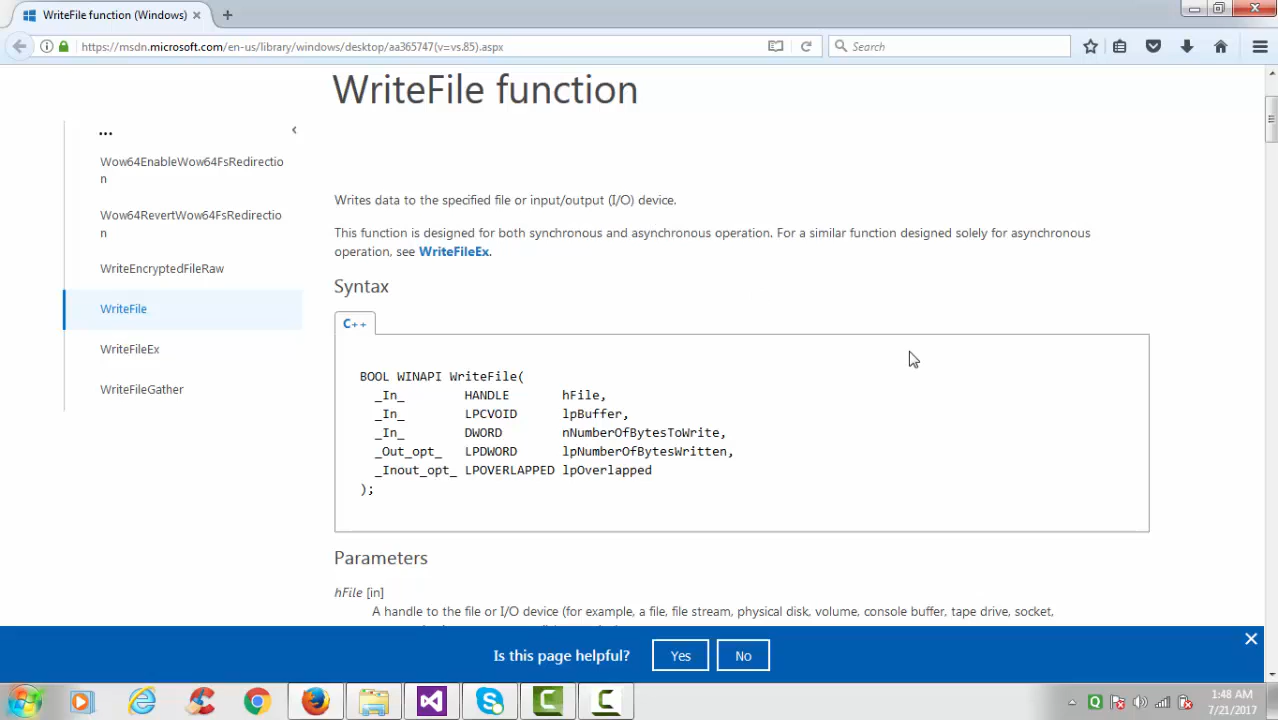 WriteFile function (Windows)
https://msdn.microsoft.com/en-us/library/windows/desktop/aa365747(v=vs.85).aspx
Search
WriteFile function
...
Wow64EnableWow64FsRedirectio
n
Wow64RevertWow64FsRedirectio
n
WriteEncryptedFileRaw
WriteFile
WriteFileEx
WriteFileGather
Writes data to the specified file or input/output (I/O) device.
This function is designed for both synchronous and asynchronous operation. For a similar function designed solely for asynchronous
operation, see WriteFileEx.
Syntax
C++
BOOL WINAPI WriteFile(
_In_ HANDLE hFile,
_In_ LPCVOID lpBuffer,
_In_ DWORD nNumberOfBytesToWrite,
_Out_opt_ LPDWORD lpNumberOfBytesWritten,
_Inout_opt_ LPOVERLAPPED lpOverlapped
);
Parameters
hFile [in]
A handle to the file or I/O device (for example, a file, file stream, physical disk, volume, console buffer, tape drive, socket,
Is this page helpful? Yes No
1:48 AM
7/21/2017